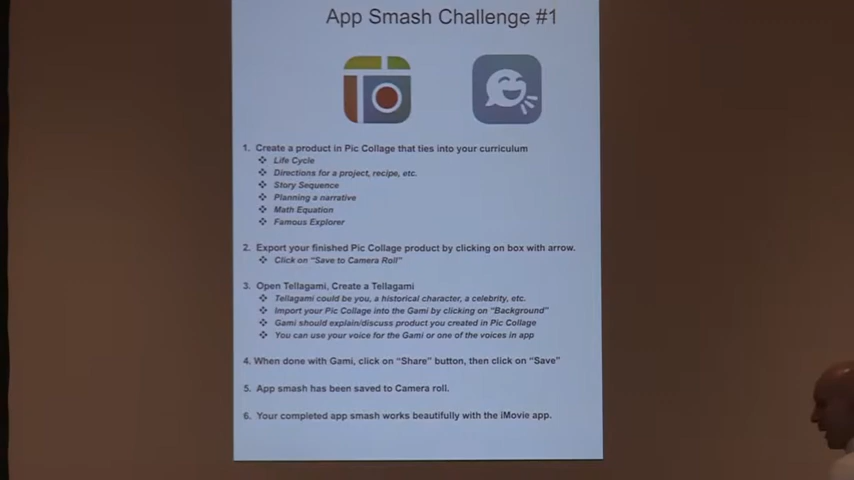 App Smash Challenge #1
1. Create a product in Pic Collage that ties into your curriculum
❖ Life Cycle
❖ Directions for a project, recipe, etc.
❖ Story Sequence
❖ Planning a narrative
❖ Math Equation
❖ Famous Explorer
2. Export your finished Pic Collage product by clicking on box with arrow.
❖ Click on “Save to Camera Roll”
3. Open Tellagami, Create a Tellagami
❖ Tellagami could be you, a historical character, a celebrity, etc.
❖ Import your Pic Collage into the Gami by clicking on “Background”
❖ Gami should explain/discuss product you created in Pic Collage
❖ You can use your voice for the Gami or one of the voices in app
4. When done with Gami, click on “Share” button, then click on “Save”
5. App smash has been saved to Camera roll.
6. Your completed app smash works beautifully with the iMovie app.